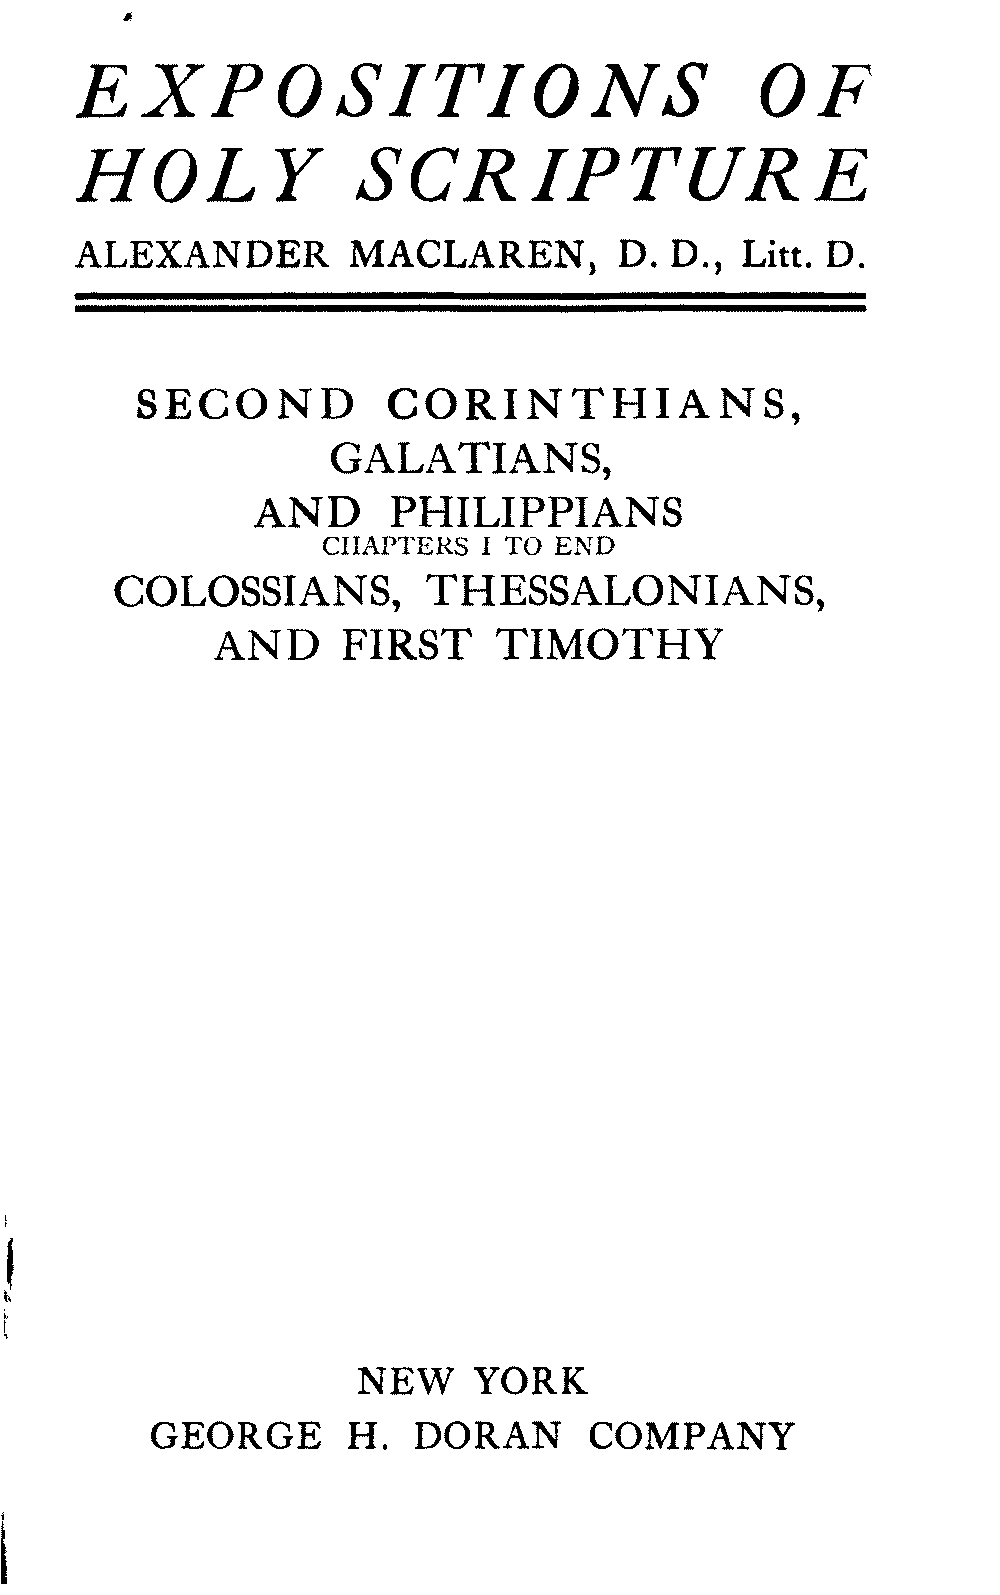 EXPOSITIONS OF
HOLY SCRIPTURE
ALEXANDER MACLAREN, D. D., Litt. D.
SECOND CORINTHIANS,
GALATIANS,
AND PHILIPPIANS
CHAPTERS I TO END
COLOSSIANS, THESSALONIANS,
AND FIRST TIMOTHY
NEW YORK
GEORGE H. DORAN COMPANY